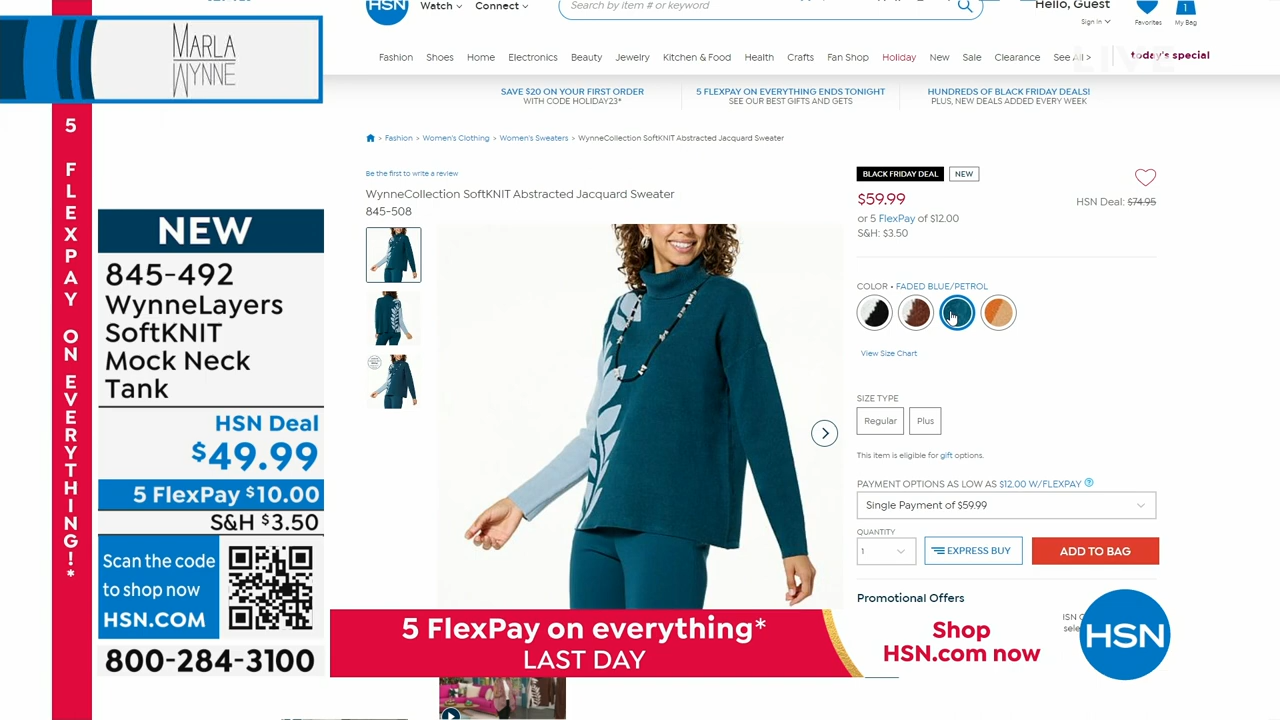 HSN
Watch
Connect
Search by item # or keyword
Hello, Guest
Sign In
Favorites
1
My Bag
MARLA
WYNNE
Fashion
Shoes
Home
Electronics
Beauty
Jewelry
Kitchen & Food
Health
Crafts
Fan Shop
Holiday
New
Sale
Clearance
See All >
LIVE
today's special
SAVE $20 ON YOUR FIRST ORDER
WITH CODE HOLIDAY23*
5 FLEXPAY ON EVERYTHING ENDS TONIGHT
SEE OUR BEST GIFTS AND GETS
HUNDREDS OF BLACK FRIDAY DEALS!
PLUS, NEW DEALS ADDED EVERY WEEK
5 FLEXPAY ON EVERYTHING!*
> Fashion > Women's Clothing > Women's Sweaters > WynneCollection SoftKNIT Abstracted Jacquard Sweater
Be the first to write a review
WynneCollection SoftKNIT Abstracted Jacquard Sweater
845-508
BLACK FRIDAY DEAL
NEW
$59.99
HSN Deal: $74.95
or 5 FlexPay of $12.00
S&H: $3.50
COLOR • FADED BLUE/PETROL
View Size Chart
SIZE TYPE
Regular
Plus
This item is eligible for gift options.
PAYMENT OPTIONS AS LOW AS $12.00 W/FLEXPAY ?
Single Payment of $59.99
QUANTITY
1
EXPRESS BUY
ADD TO BAG
Promotional Offers
NEW
845-492
WynneLayers
SoftKNIT
Mock Neck
Tank
HSN Deal
$49.99
5 FlexPay $10.00
S&H $3.50
Scan the code
to shop now
HSN.COM
800-284-3100
5 FlexPay on everything*
LAST DAY
Shop
HSN.com now
HSN